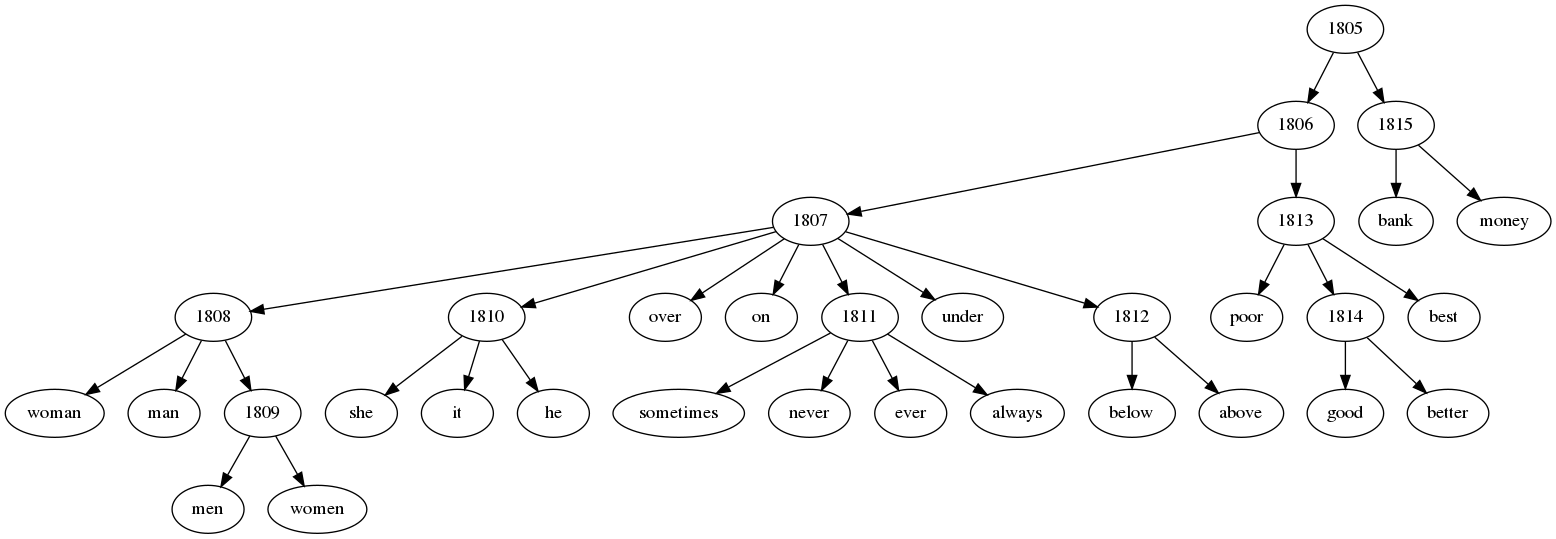 1805
1806 1815
1807 1813 bank money
1808 1810 over on 1811 under 1812 poor 1814 best
woman man 1809 she it he sometimes never ever always below above good better
men women